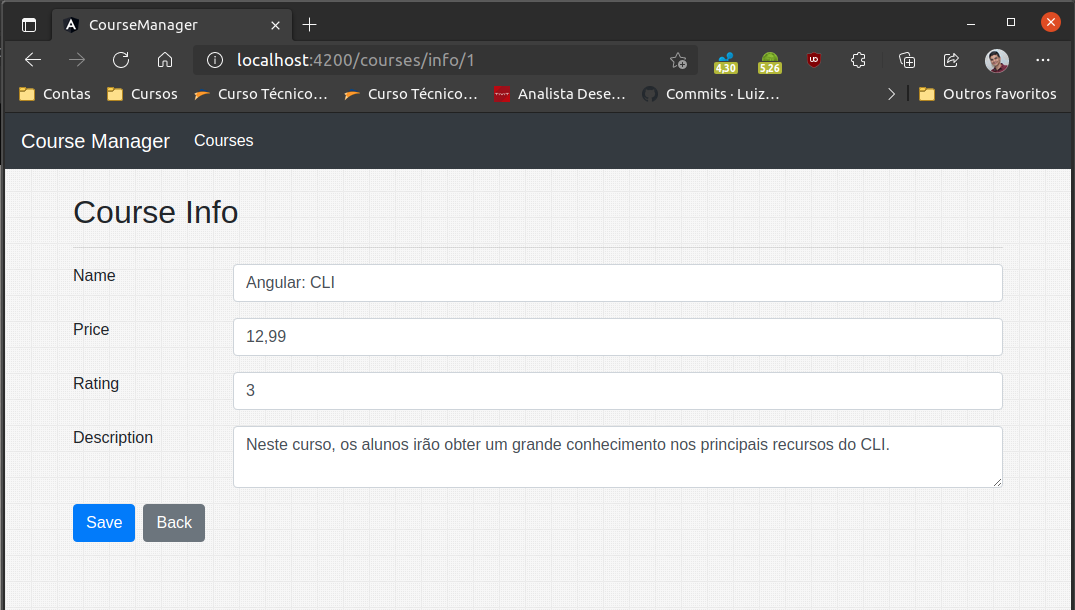 CourseManager
localhost:4200/courses/info/1
4,30
5,26
Contas Cursos Curso Técnico... Curso Técnico... Analista Dese... Commits · Luiz... Outros favoritos
Course Manager Courses
Course Info
Name Angular: CLI
Price 12,99
Rating 3
Description Neste curso, os alunos irão obter um grande conhecimento nos principais recursos do CLI.
Save Back